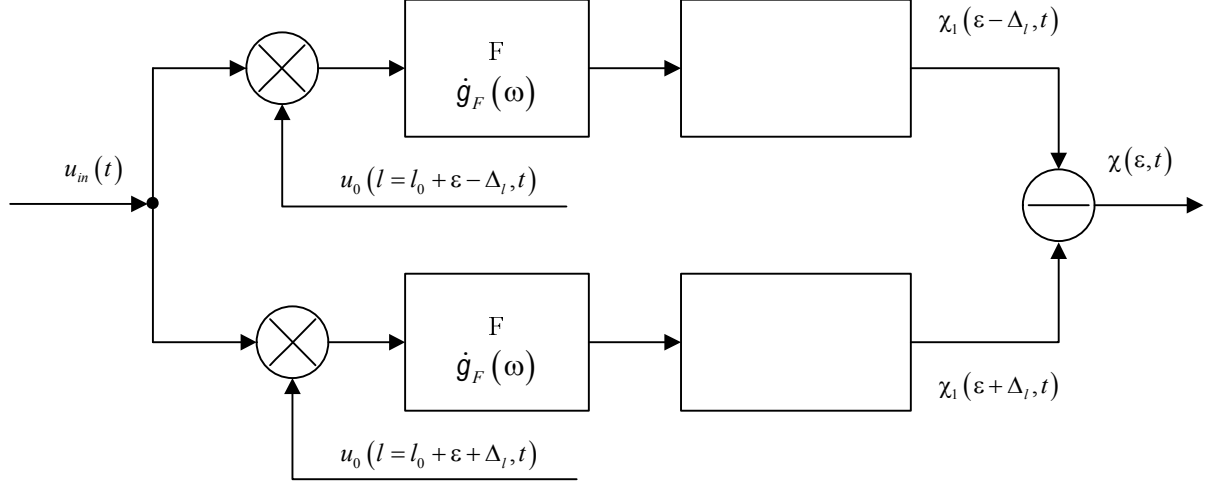 χ₁(ε−Δₗ,t)
F
ġ_F(ω)
u_in(t)
u₀(l = l₀ + ε − Δₗ,t)
χ(ε,t)
F
ġ_F(ω)
χ₁(ε+Δₗ,t)
u₀(l = l₀ + ε + Δₗ,t)